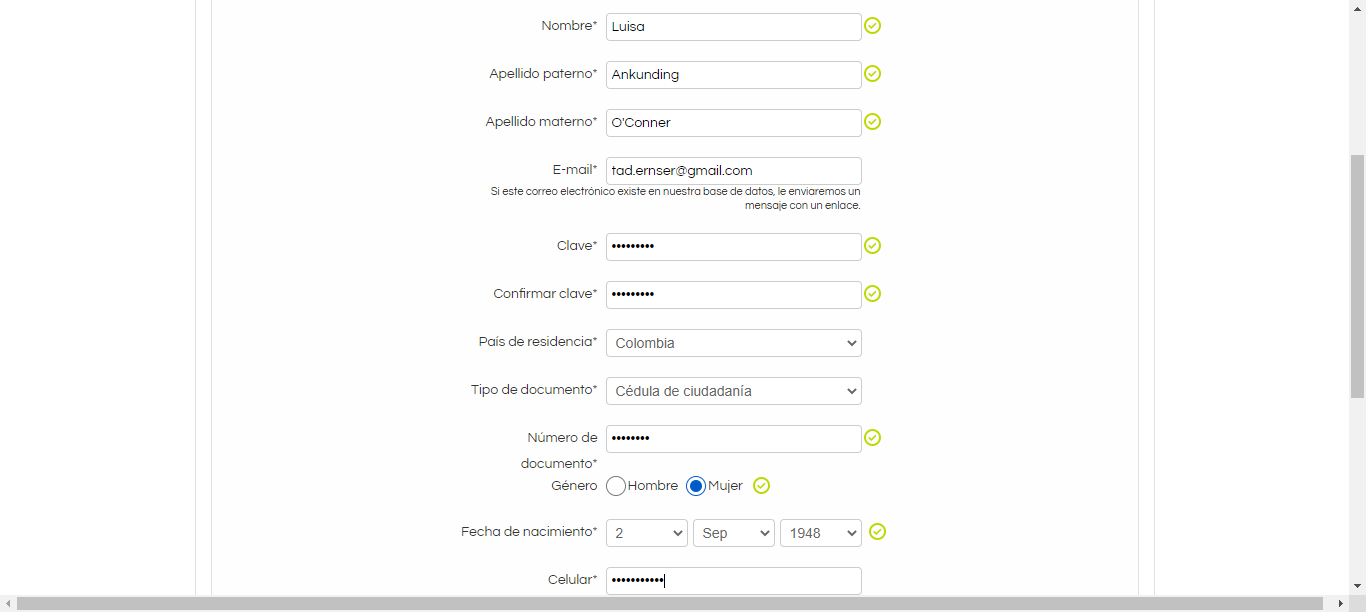 Nombre* Luisa
Apellido paterno* Ankunding
Apellido materno* O'Conner
E-mail* tad.ernser@gmail.com
Si este correo electrónico existe en nuestra base de datos, le enviaremos un
mensaje con un enlace.
Clave* •••••••••
Confirmar clave* •••••••••
País de residencia* Colombia
Tipo de documento* Cédula de ciudadanía
Número de ••••••••
documento*
Género Hombre Mujer
Fecha de nacimiento* 2 Sep 1948
Celular* •••••••••••